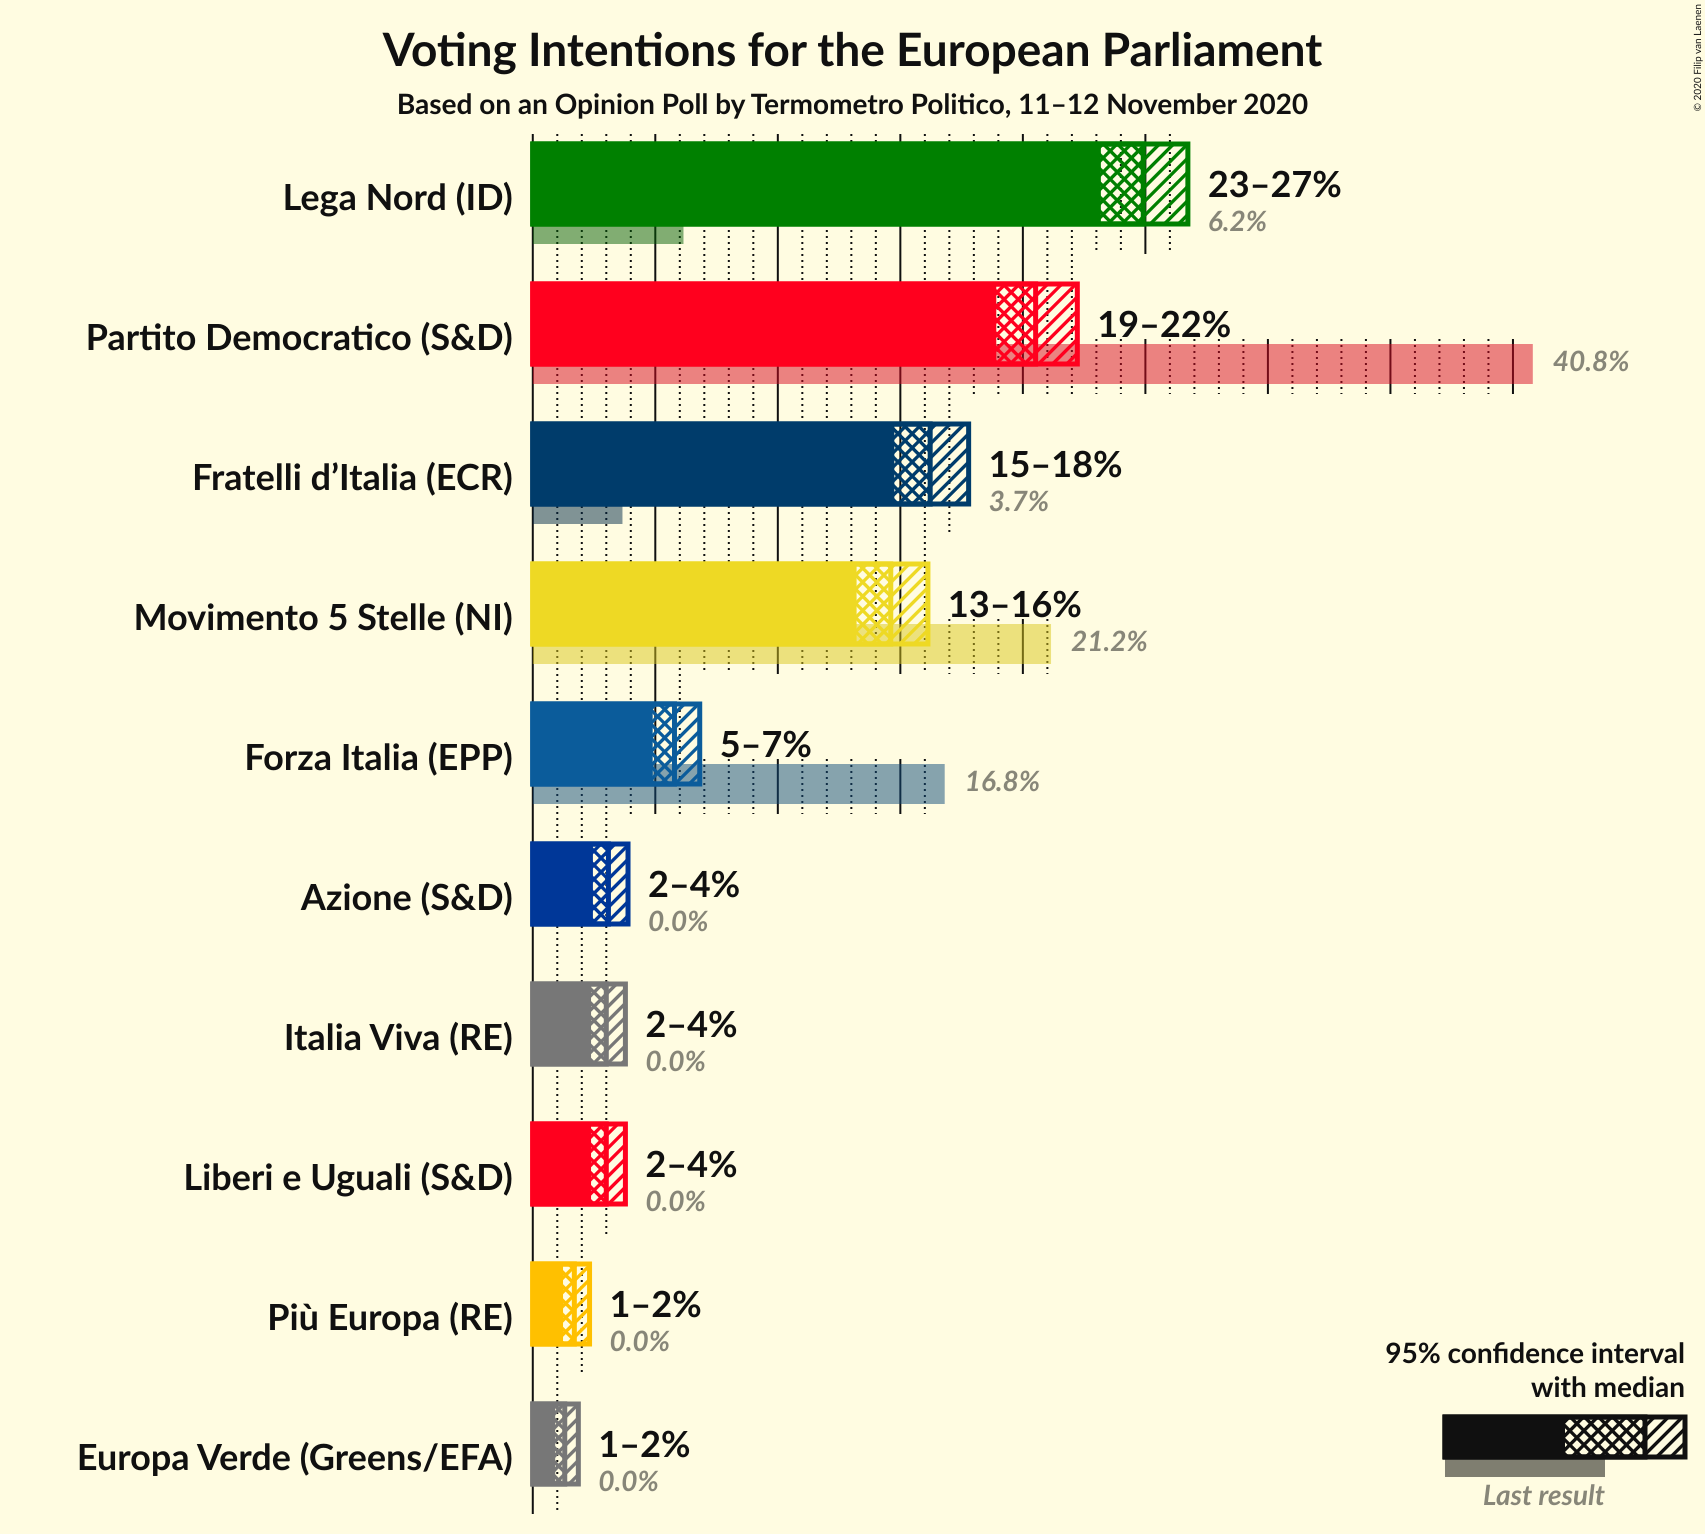 Voting Intentions for the European Parliament
Based on an Opinion Poll by Termometro Politico, 11–12 November 2020
© 2020 Filip van Laenen
Lega Nord (ID)
23–27%
6.2%
Partito Democratico (S&D)
19–22%
40.8%
Fratelli d’Italia (ECR)
15–18%
3.7%
Movimento 5 Stelle (NI)
13–16%
21.2%
Forza Italia (EPP)
5–7%
16.8%
Azione (S&D)
2–4%
0.0%
Italia Viva (RE)
2–4%
0.0%
Liberi e Uguali (S&D)
2–4%
0.0%
Più Europa (RE)
1–2%
0.0%
Europa Verde (Greens/EFA)
1–2%
0.0%
95% confidence interval
with median
Last result